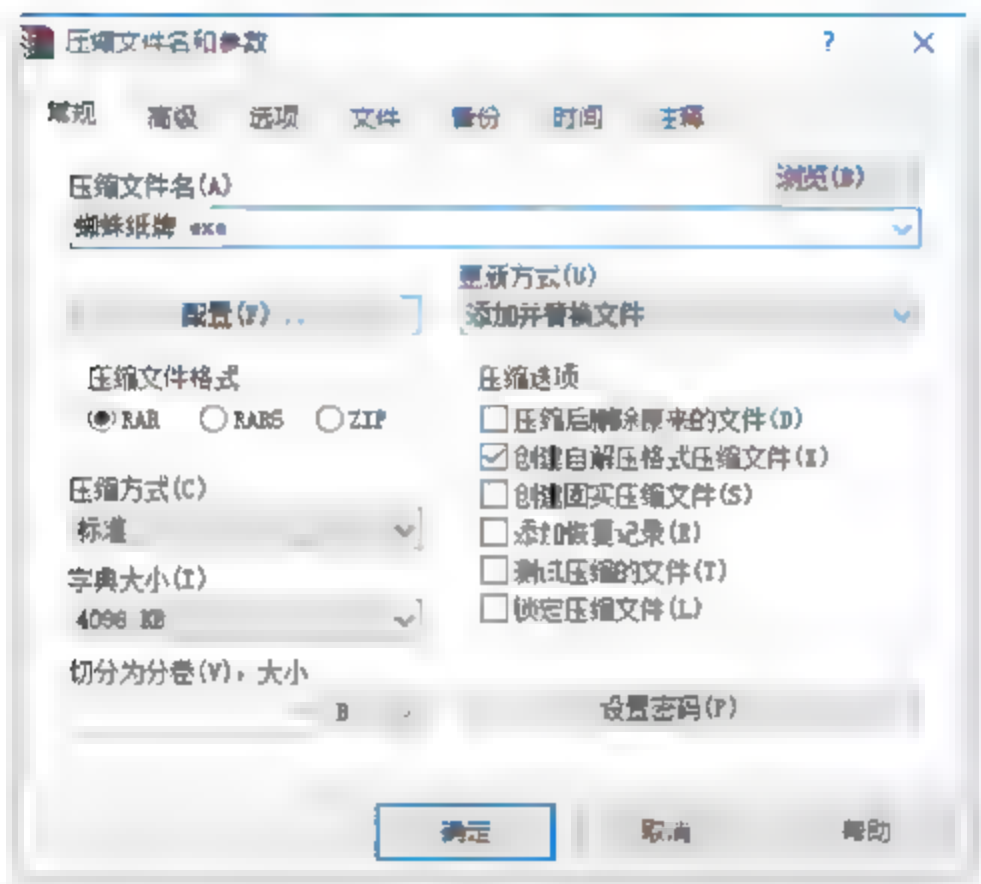 压缩文件名和参数 ?
常规 高级 选项 文件 备份 时间 注释
压缩文件名(A) 浏览(B)
蜘蛛纸牌 exe
更新方式(U)
配置(F) .. 添加并替换文件
压缩文件格式 压缩选项
RAR RAR5 ZIP 压缩后删除原来的文件(D)
创建自解压格式压缩文件(X)
压缩方式(C) 创建固实压缩文件(S)
标准 添加恢复记录(E)
字典大小(I) 测试压缩的文件(T)
4096 KB 锁定压缩文件(L)
切分为分卷(V), 大小
B 设置密码(P)
确定 取消 帮助